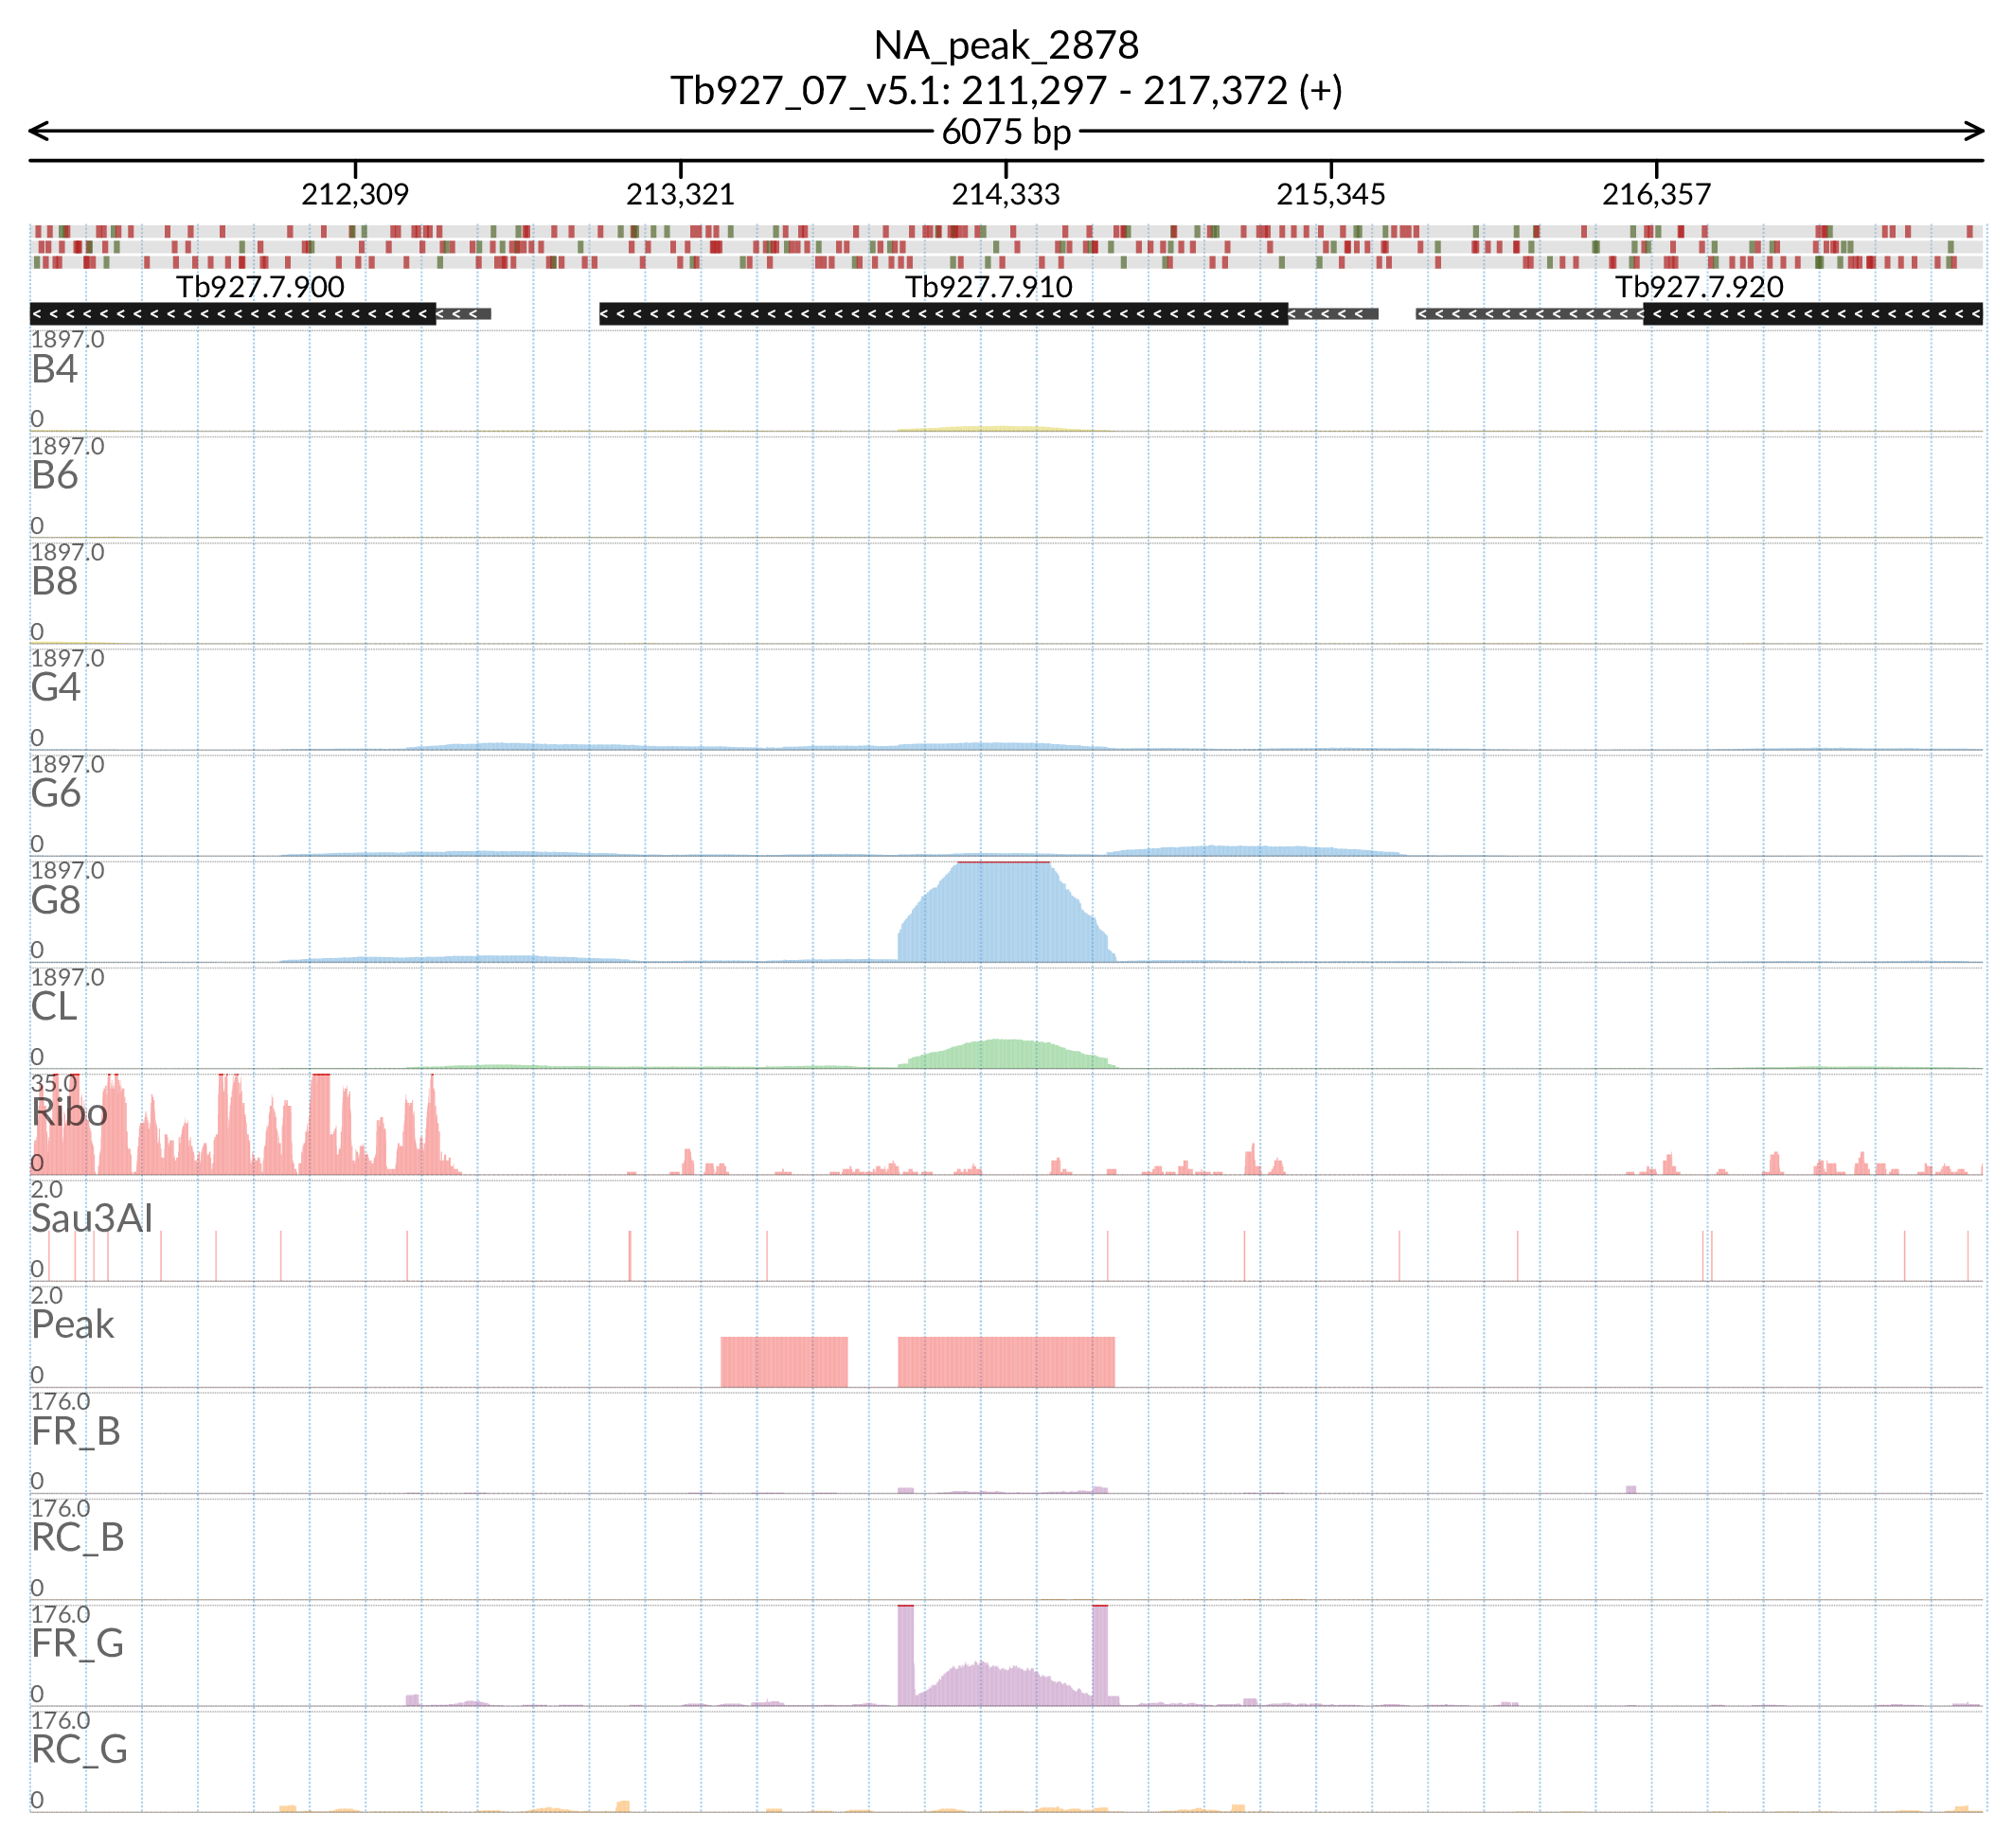 NA_peak_2878
Tb927_07_v5.1: 211,297 - 217,372 (+)
6075 bp
212,309 213,321 214,333 215,345 216,357
Tb927.7.900 Tb927.7.910 Tb927.7.920
1897.0
B4
0
1897.0
B6
0
1897.0
B8
0
1897.0
G4
0
1897.0
G6
0
1897.0
G8
0
1897.0
CL
0
35.0
Ribo
0
2.0
Sau3AI
0
2.0
Peak
0
176.0
FR_B
0
176.0
RC_B
0
176.0
FR_G
0
176.0
RC_G
0